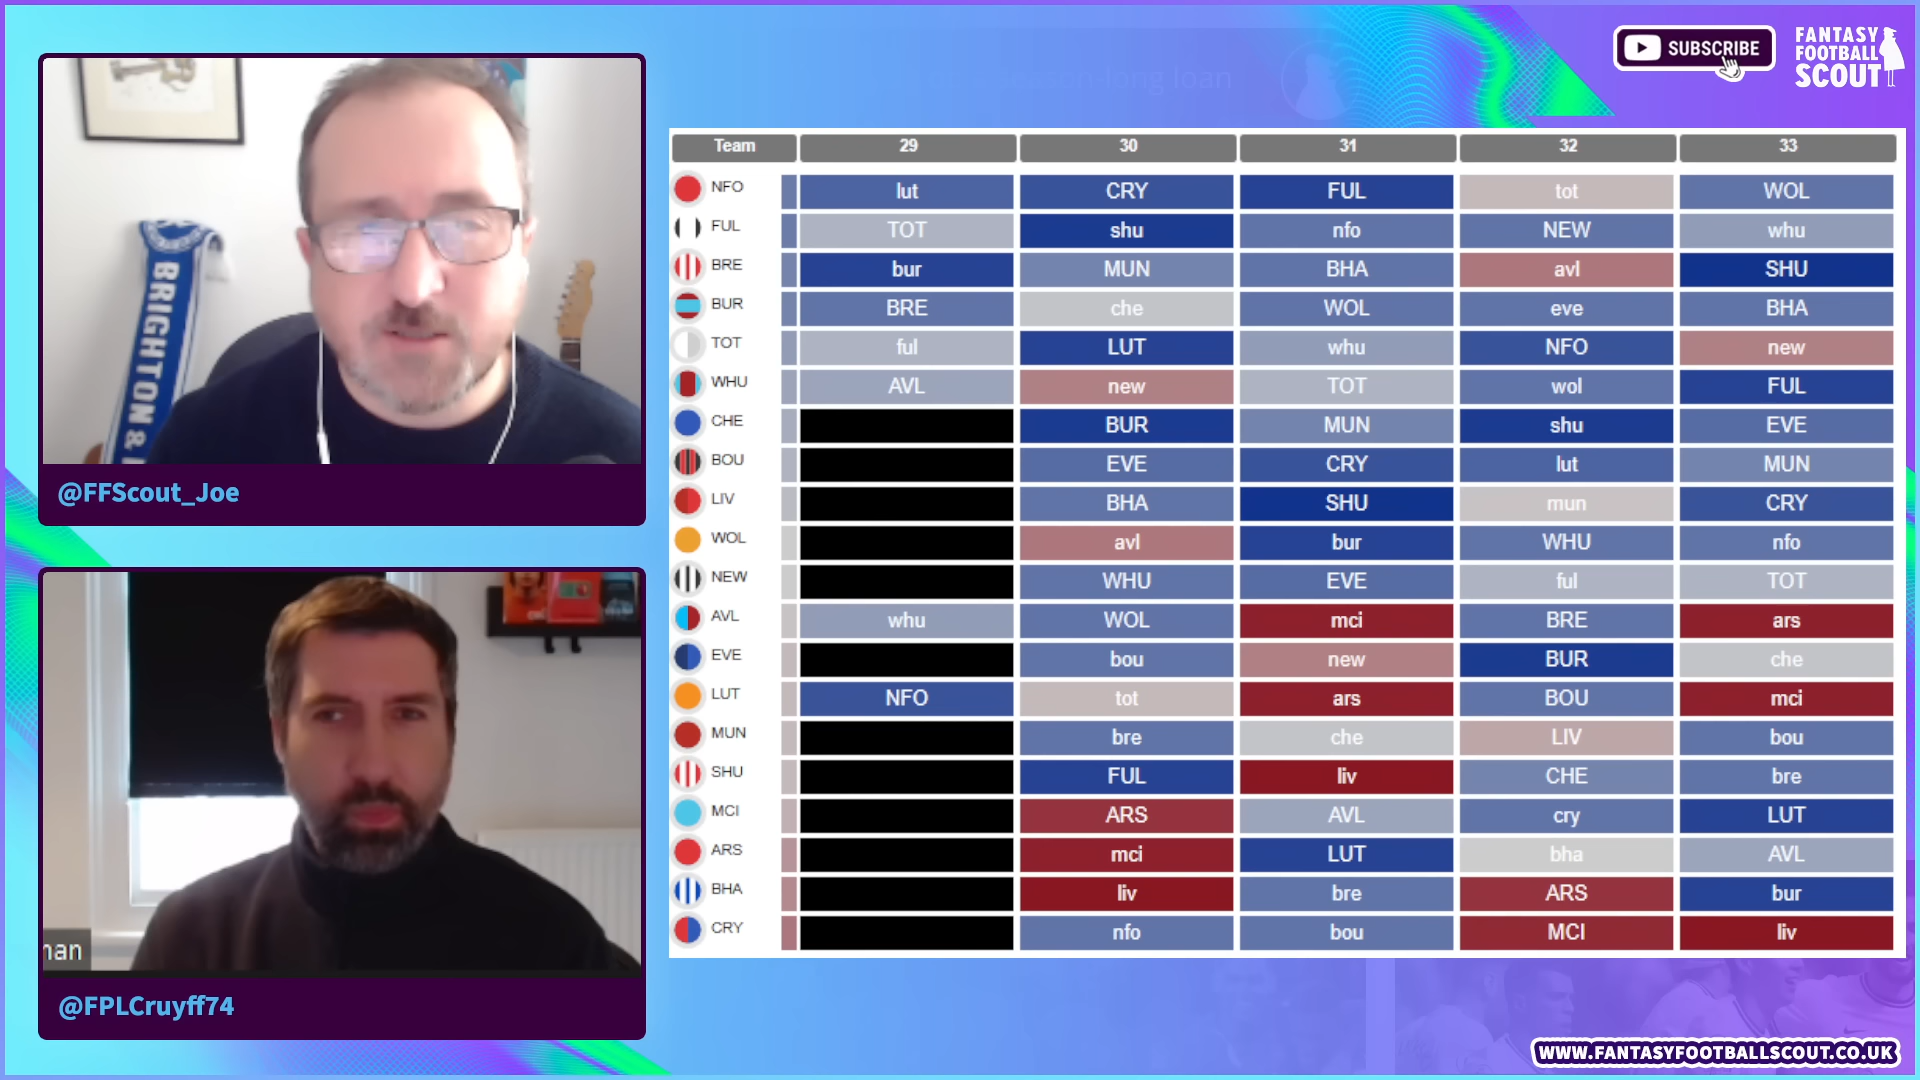 SUBSCRIBE
FANTASY
FOOTBALL
SCOUT
BRIGHTON &
@FFScout_Joe
@FPLCruyff74
Team 29 30 31 32 33
NFO lut CRY FUL tot WOL
FUL TOT shu nfo NEW whu
BRE bur MUN BHA avl SHU
BUR BRE che WOL eve BHA
TOT ful LUT whu NFO new
WHU AVL new TOT wol FUL
CHE BUR MUN shu EVE
BOU EVE CRY lut MUN
LIV BHA SHU mun CRY
WOL avl bur WHU nfo
NEW WHU EVE ful TOT
AVL whu WOL mci BRE ars
EVE bou new BUR che
LUT NFO tot ars BOU mci
MUN bre che LIV bou
SHU FUL liv CHE bre
MCI ARS AVL cry LUT
ARS mci LUT bha AVL
BHA liv bre ARS bur
CRY nfo bou MCI liv
WWW.FANTASYFOOTBALLSCOUT.CO.UK